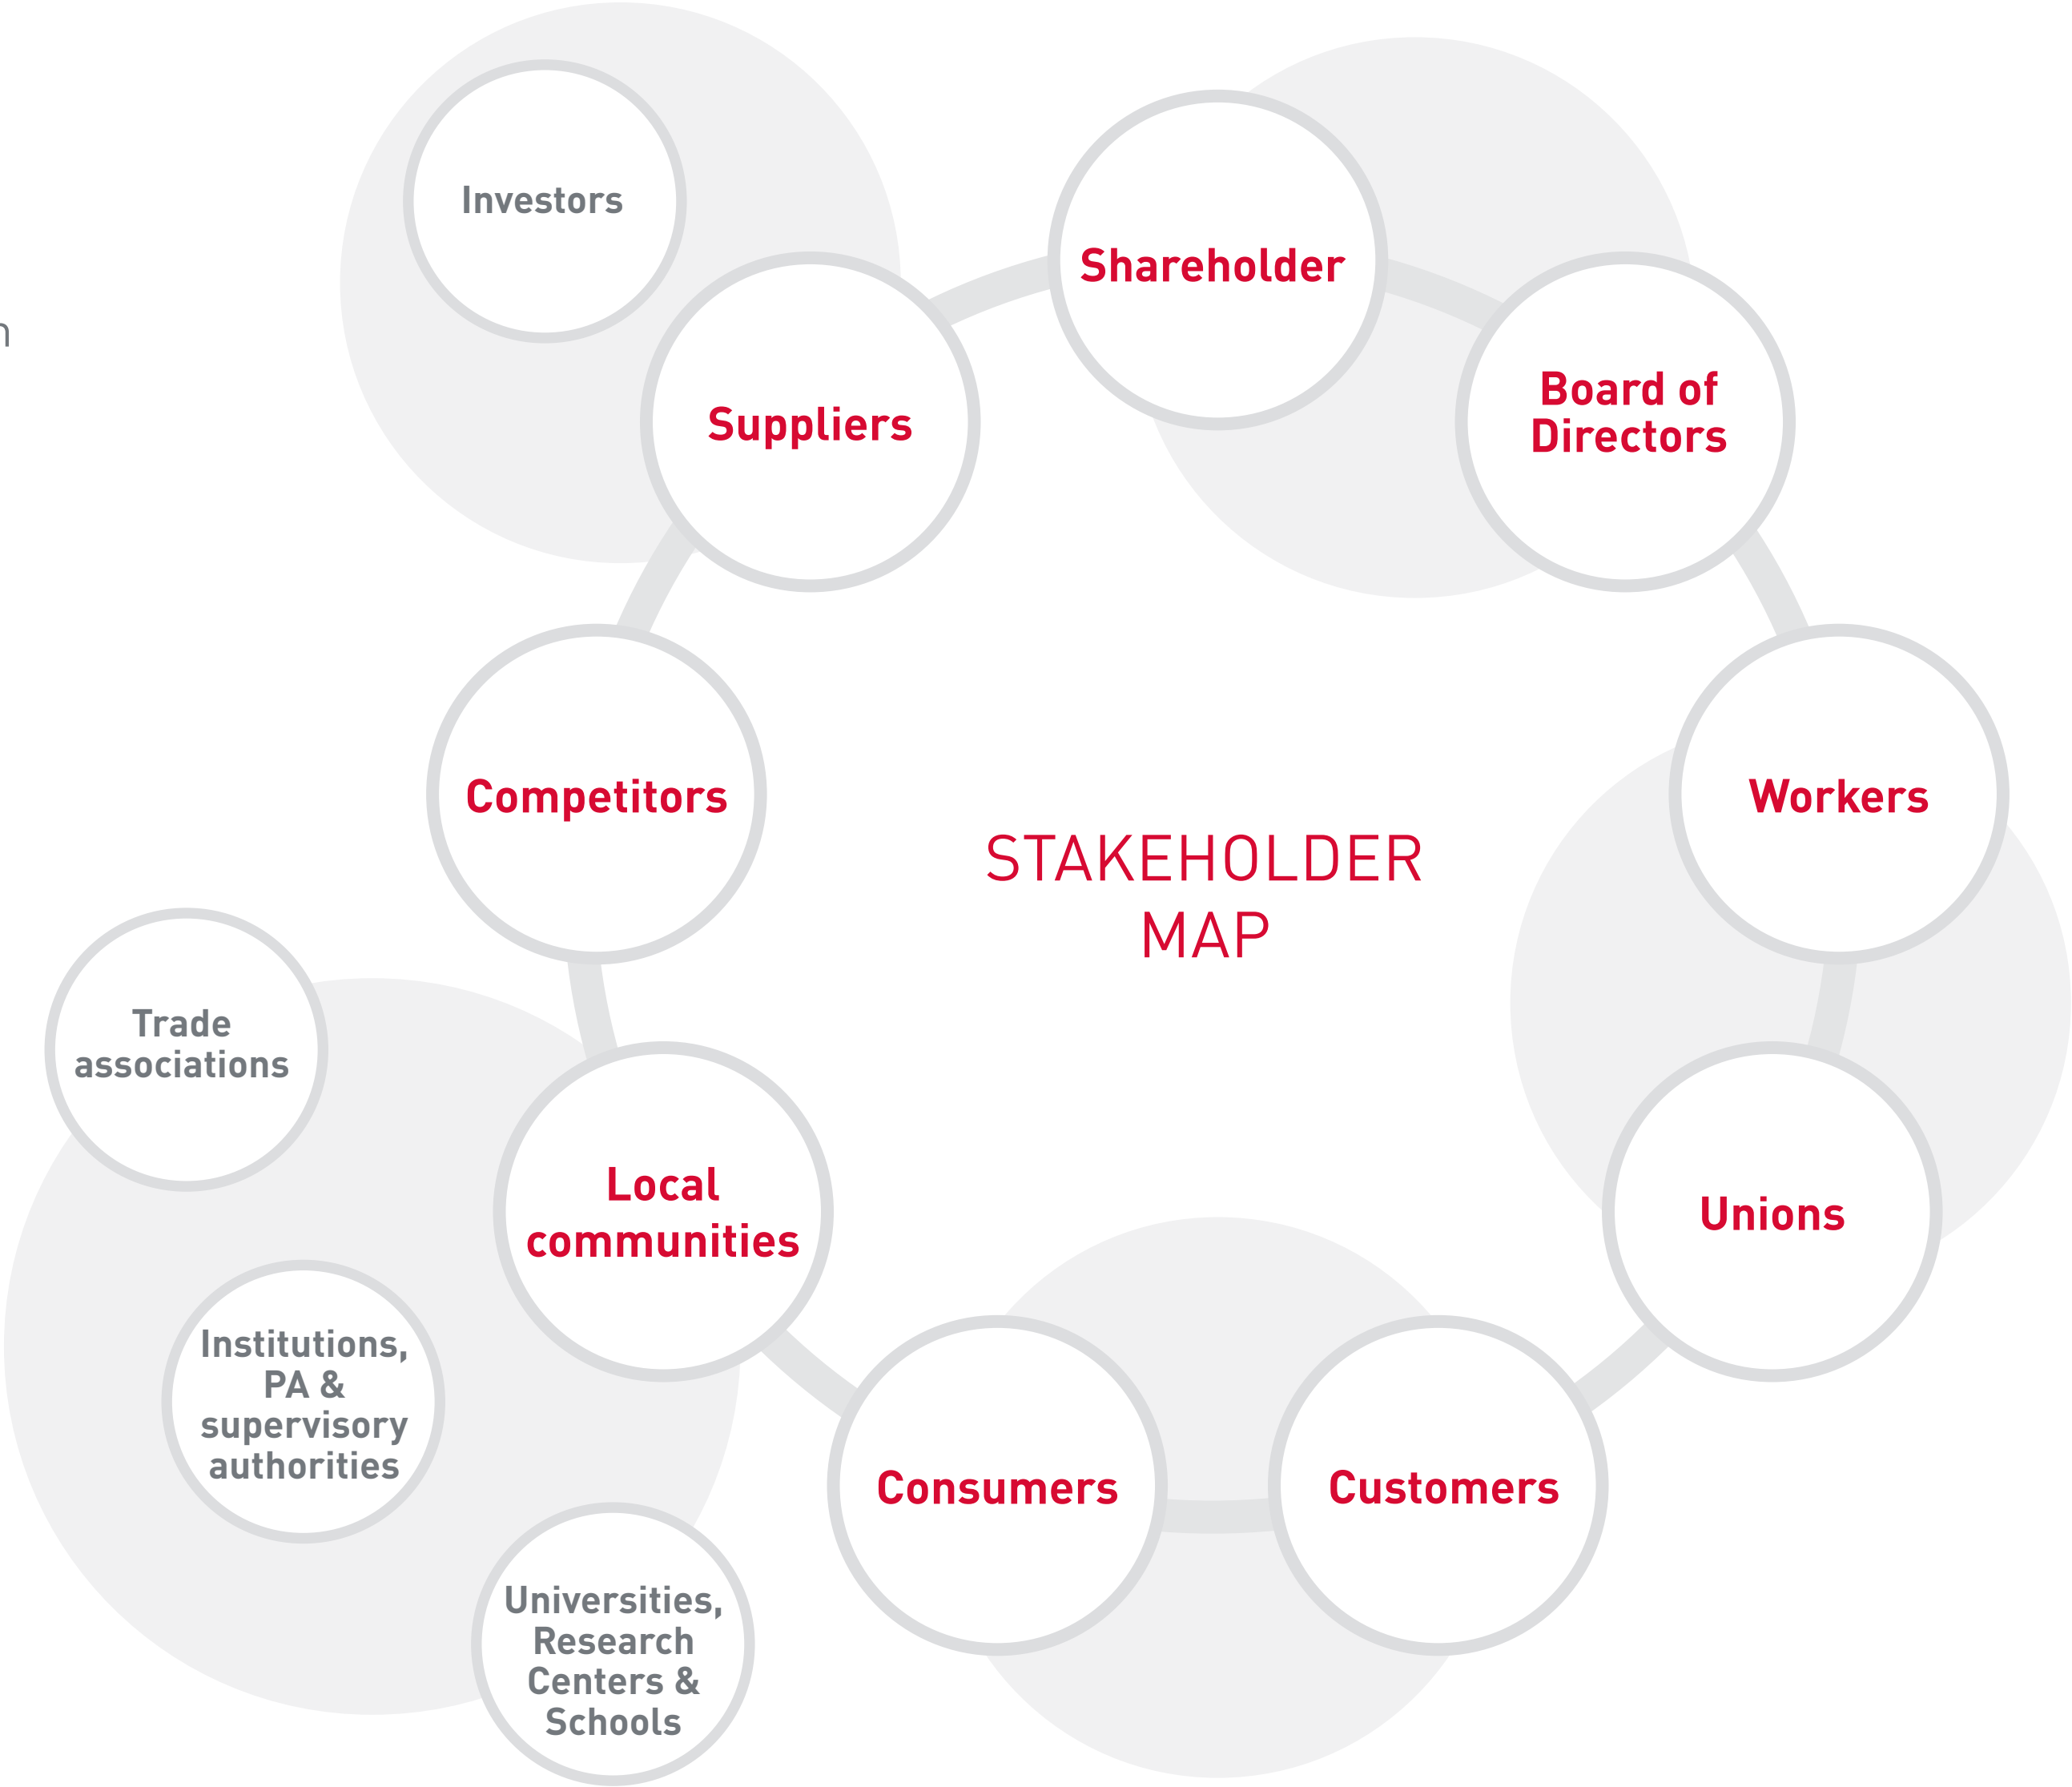 Investors
Shareholder
Suppliers
Board of
Directors
Competitors
Workers
STAKEHOLDER
MAP
Trade
associations
Local
communities
Unions
Institutions,
PA &
supervisory
authorities
Consumers
Customers
Universities,
Research
Centers &
Schools